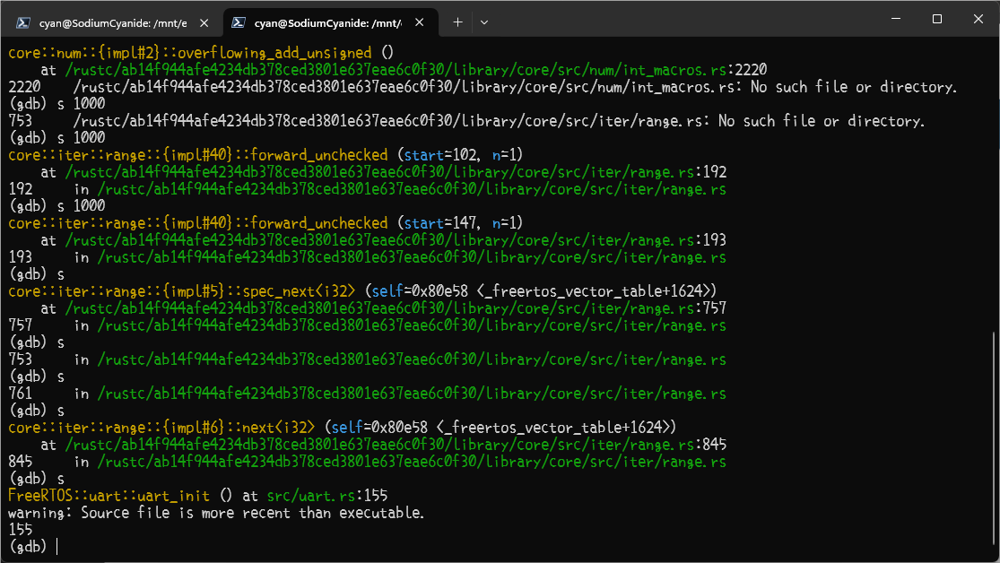 cyan@SodiumCyanide: /mnt/e
cyan@SodiumCyanide: /mnt/
core::num::{impl#2}::overflowing_add_unsigned ()
    at /rustc/ab14f944afe4234db378ced3801e637eae6c0f30/library/core/src/num/int_macros.rs:2220
2220    /rustc/ab14f944afe4234db378ced3801e637eae6c0f30/library/core/src/num/int_macros.rs: No such file or directory.
(gdb) s 1000
753     /rustc/ab14f944afe4234db378ced3801e637eae6c0f30/library/core/src/iter/range.rs: No such file or directory.
(gdb) s 1000
core::iter::range::{impl#40}::forward_unchecked (start=102, n=1)
    at /rustc/ab14f944afe4234db378ced3801e637eae6c0f30/library/core/src/iter/range.rs:192
192     in /rustc/ab14f944afe4234db378ced3801e637eae6c0f30/library/core/src/iter/range.rs
(gdb) s 1000
core::iter::range::{impl#40}::forward_unchecked (start=147, n=1)
    at /rustc/ab14f944afe4234db378ced3801e637eae6c0f30/library/core/src/iter/range.rs:193
193     in /rustc/ab14f944afe4234db378ced3801e637eae6c0f30/library/core/src/iter/range.rs
(gdb) s
core::iter::range::{impl#5}::spec_next<i32> (self=0x80e58 <_freertos_vector_table+1624>)
    at /rustc/ab14f944afe4234db378ced3801e637eae6c0f30/library/core/src/iter/range.rs:757
757     in /rustc/ab14f944afe4234db378ced3801e637eae6c0f30/library/core/src/iter/range.rs
(gdb) s
753     in /rustc/ab14f944afe4234db378ced3801e637eae6c0f30/library/core/src/iter/range.rs
(gdb) s
761     in /rustc/ab14f944afe4234db378ced3801e637eae6c0f30/library/core/src/iter/range.rs
(gdb) s
core::iter::range::{impl#6}::next<i32> (self=0x80e58 <_freertos_vector_table+1624>)
    at /rustc/ab14f944afe4234db378ced3801e637eae6c0f30/library/core/src/iter/range.rs:845
845     in /rustc/ab14f944afe4234db378ced3801e637eae6c0f30/library/core/src/iter/range.rs
(gdb) s
FreeRTOS::uart::uart_init () at src/uart.rs:155
warning: Source file is more recent than executable.
155
(gdb)